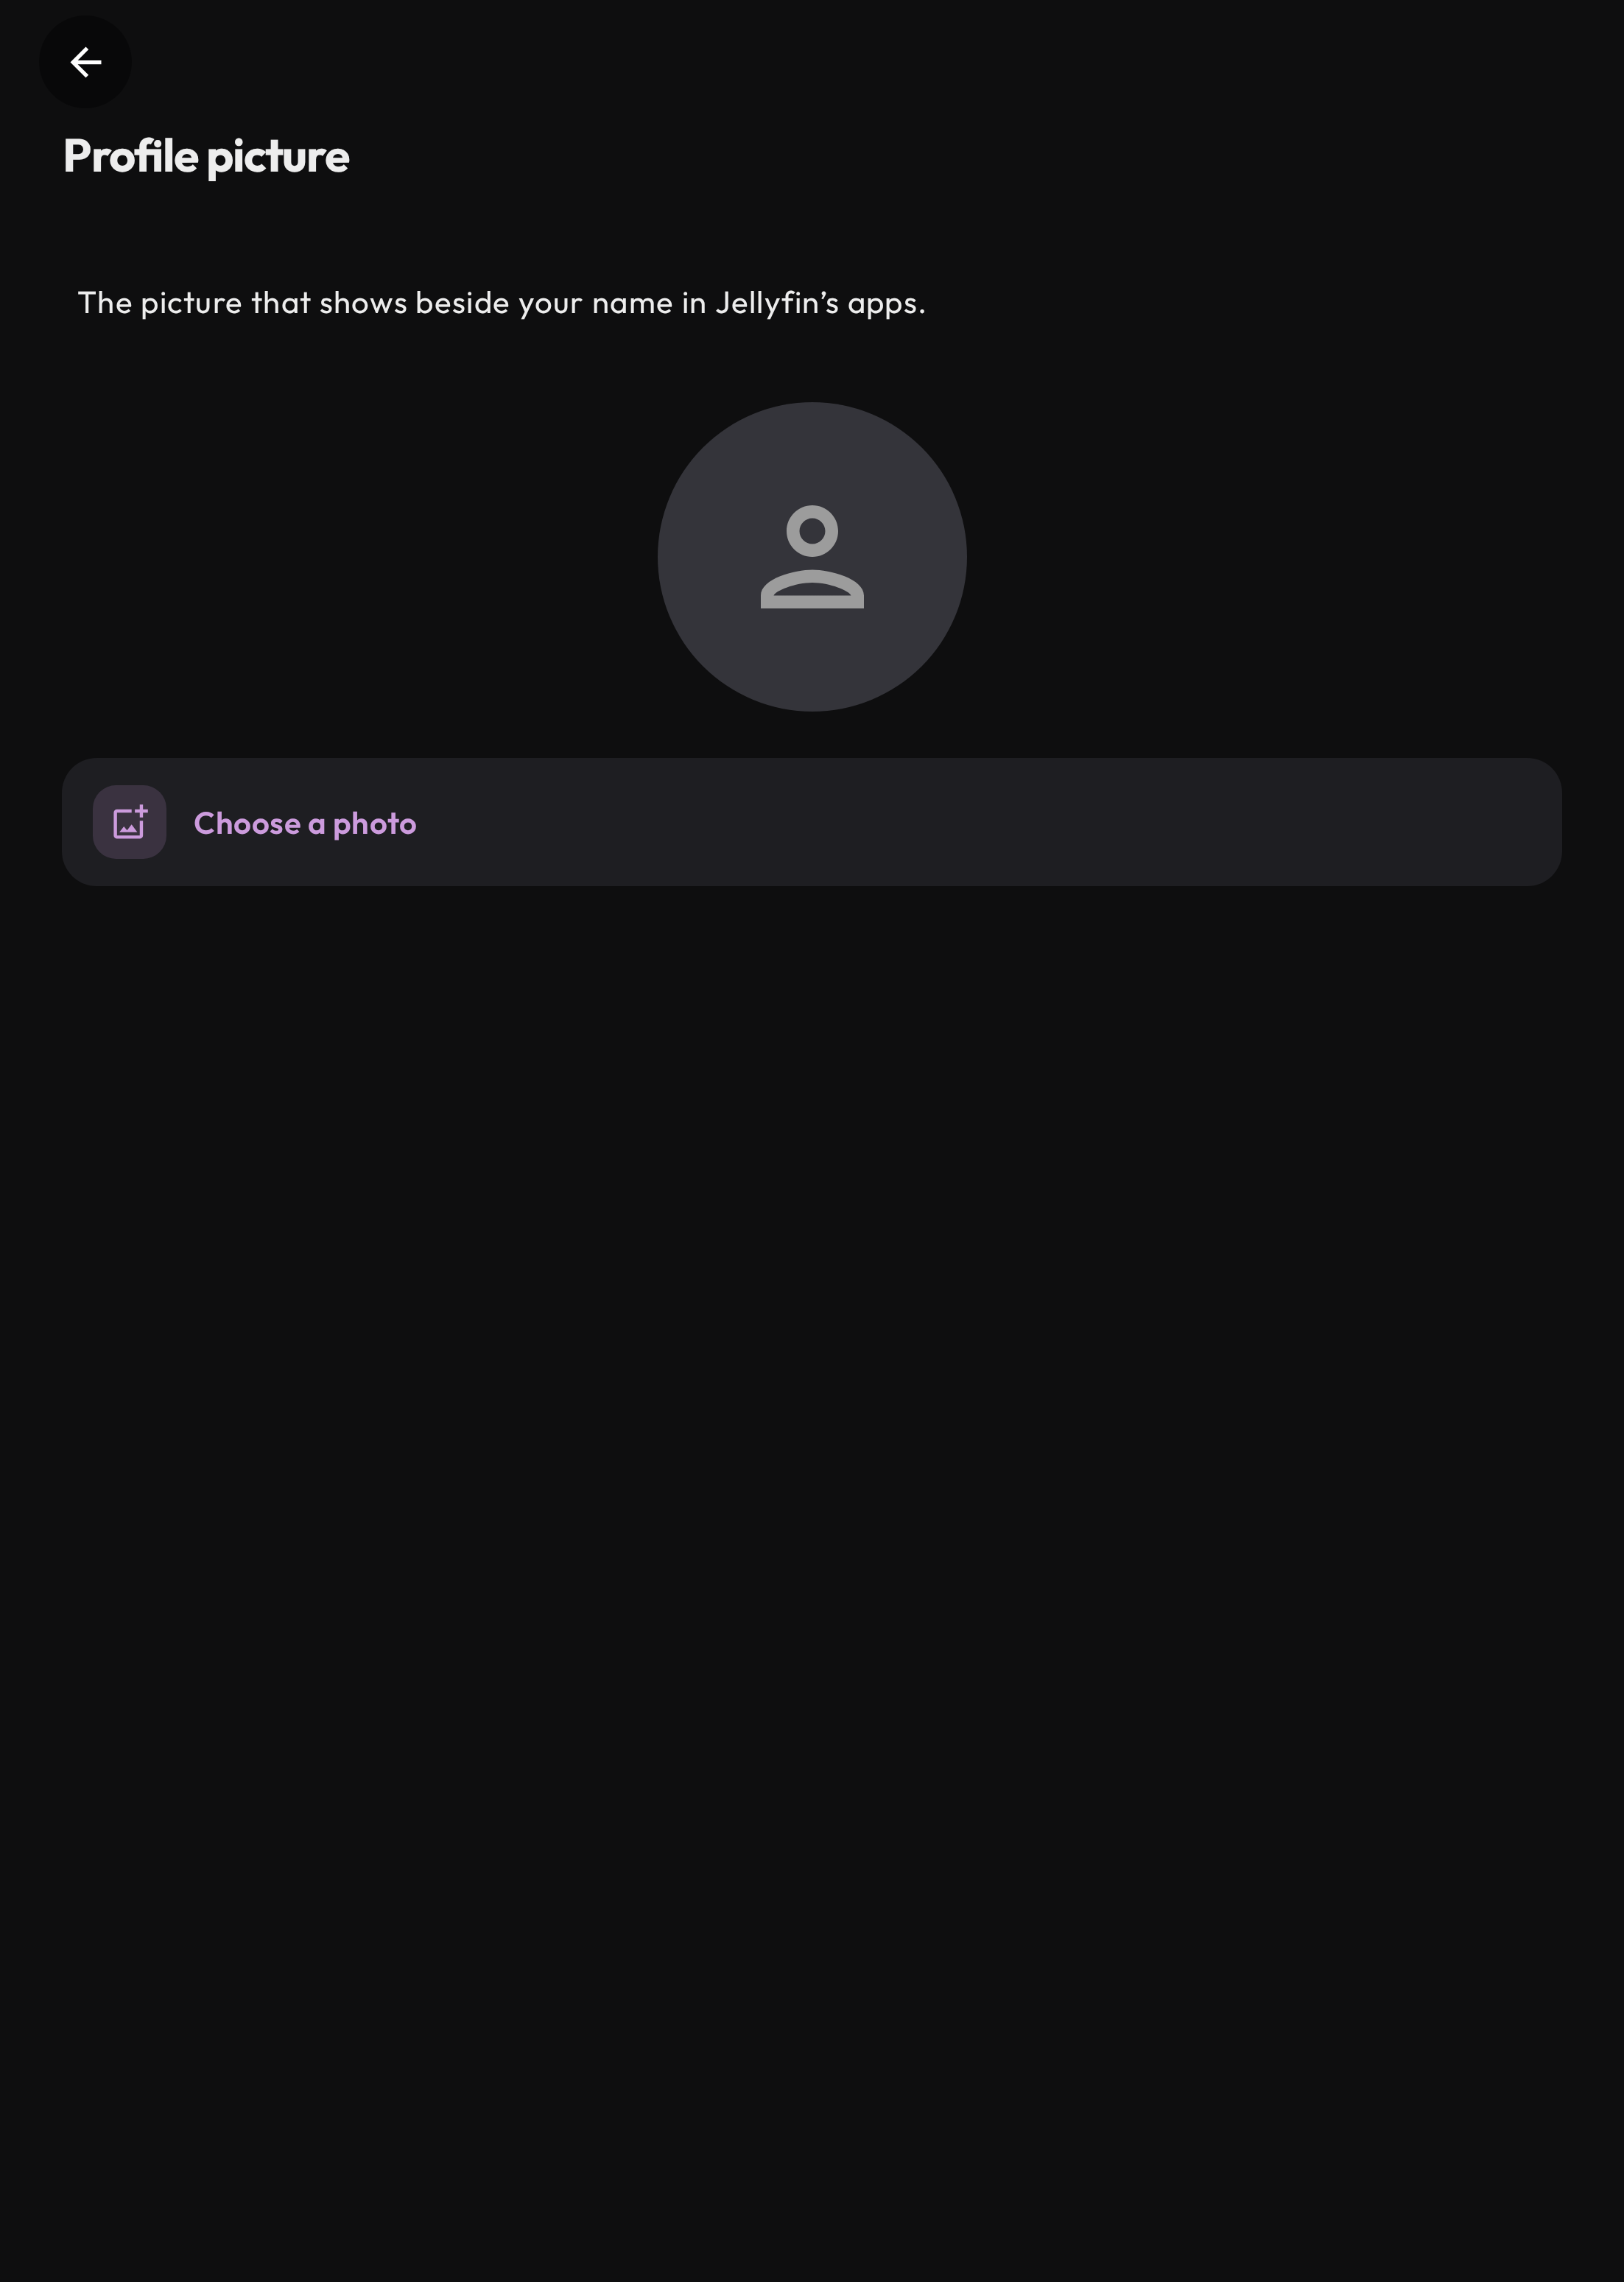 Profile picture
The picture that shows beside your name in Jellyfin’s apps.
Choose a photo